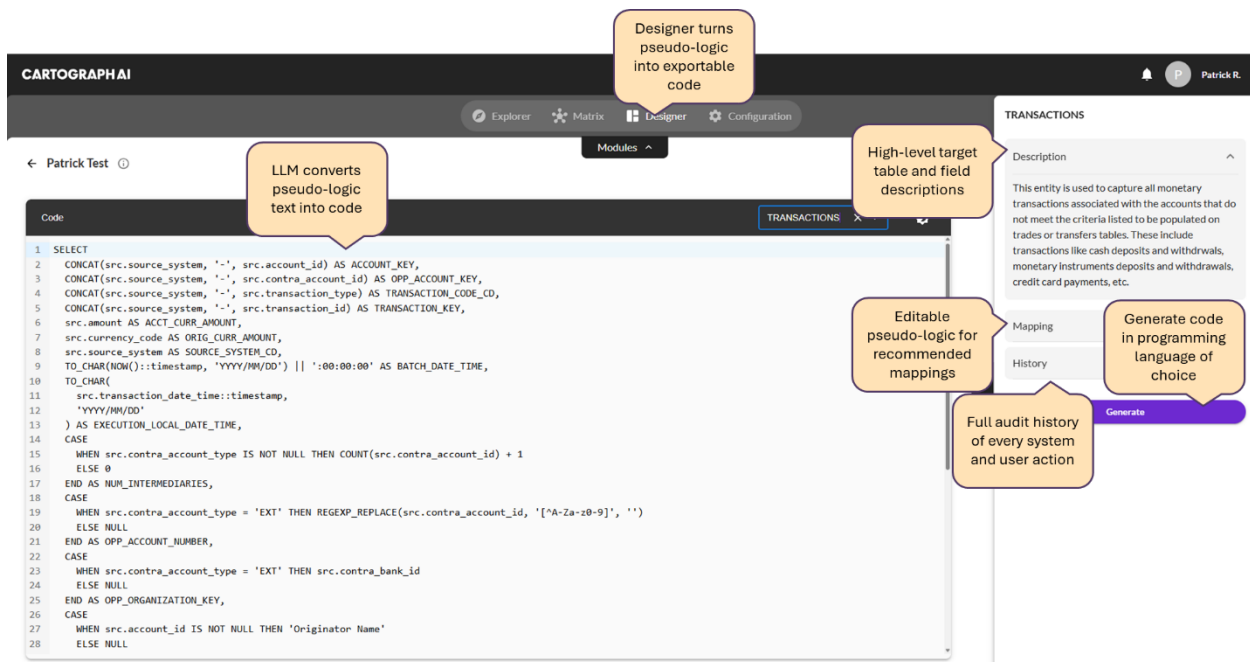 Designer turns
pseudo-logic
into exportable
code
CARTOGRAPH AI
P
Patrick R.
Explorer
Matrix
Designer
Configuration
Modules
TRANSACTIONS
Patrick Test
LLM converts
pseudo-logic
text into code
High-level target
table and field
descriptions
Description
This entity is used to capture all monetary
transactions associated with the accounts that do
not meet the criteria listed to be populated on
trades or transfers tables. These include
transactions like cash deposits and withdrwals,
monetary instruments deposits and withdrawals,
credit card payments, etc.
Code
TRANSACTIONS
1 SELECT
2 CONCAT(src.source_system, '-', src.account_id) AS ACCOUNT_KEY,
3 CONCAT(src.source_system, '-', src.contra_account_id) AS OPP_ACCOUNT_KEY,
4 CONCAT(src.source_system, '-', src.transaction_type) AS TRANSACTION_CODE_CD,
5 CONCAT(src.source_system, '-', src.transaction_id) AS TRANSACTION_KEY,
6 src.amount AS ACCT_CURR_AMOUNT,
7 src.currency_code AS ORIG_CURR_AMOUNT,
8 src.source_system AS SOURCE_SYSTEM_CD,
9 TO_CHAR(NOW()::timestamp, 'YYYY/MM/DD') || ':00:00:00' AS BATCH_DATE_TIME,
10 TO_CHAR(
11 src.transaction_date_time::timestamp,
12 'YYYY/MM/DD'
13 ) AS EXECUTION_LOCAL_DATE_TIME,
14 CASE
15 WHEN src.contra_account_type IS NOT NULL THEN COUNT(src.contra_account_id) + 1
16 ELSE 0
17 END AS NUM_INTERMEDIARIES,
18 CASE
19 WHEN src.contra_account_type = 'EXT' THEN REGEXP_REPLACE(src.contra_account_id, '[^A-Za-z0-9]', '')
20 ELSE NULL
21 END AS OPP_ACCOUNT_NUMBER,
22 CASE
23 WHEN src.contra_account_type = 'EXT' THEN src.contra_bank_id
24 ELSE NULL
25 END AS OPP_ORGANIZATION_KEY,
26 CASE
27 WHEN src.account_id IS NOT NULL THEN 'Originator Name'
28 ELSE NULL
Editable
pseudo-logic for
recommended
mappings
Mapping
History
Generate code
in programming
language of
choice
Generate
Full audit history
of every system
and user action